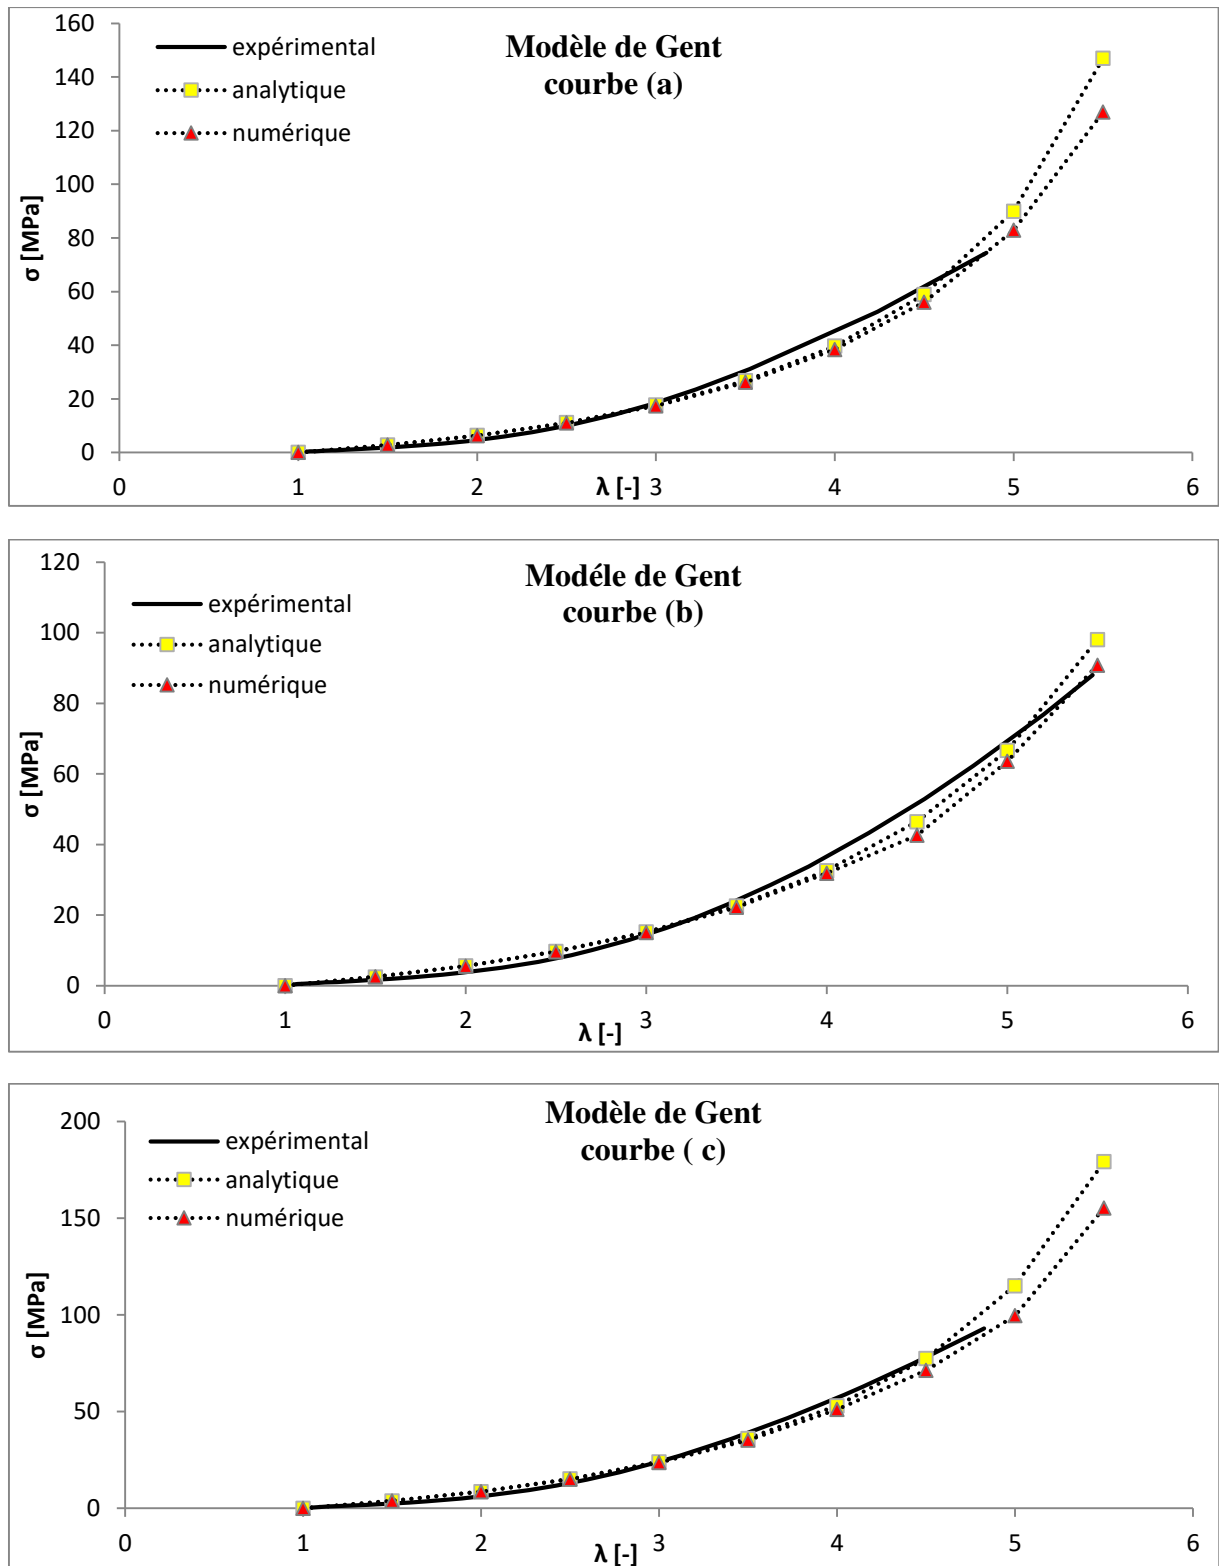 Modèle de Gent
courbe (a)
expérimental
analytique
numérique
160
140
120
100
80
60
40
20
0
σ [MPa]
0 1 2 3 4 5 6
λ [-]
Modéle de Gent
courbe (b)
expérimental
analytique
numérique
120
100
80
60
40
20
0
σ [MPa]
0 1 2 3 4 5 6
λ [-]
Modèle de Gent
courbe ( c)
expérimental
analytique
numérique
200
150
100
50
0
σ [MPa]
0 1 2 3 4 5 6
λ [-]